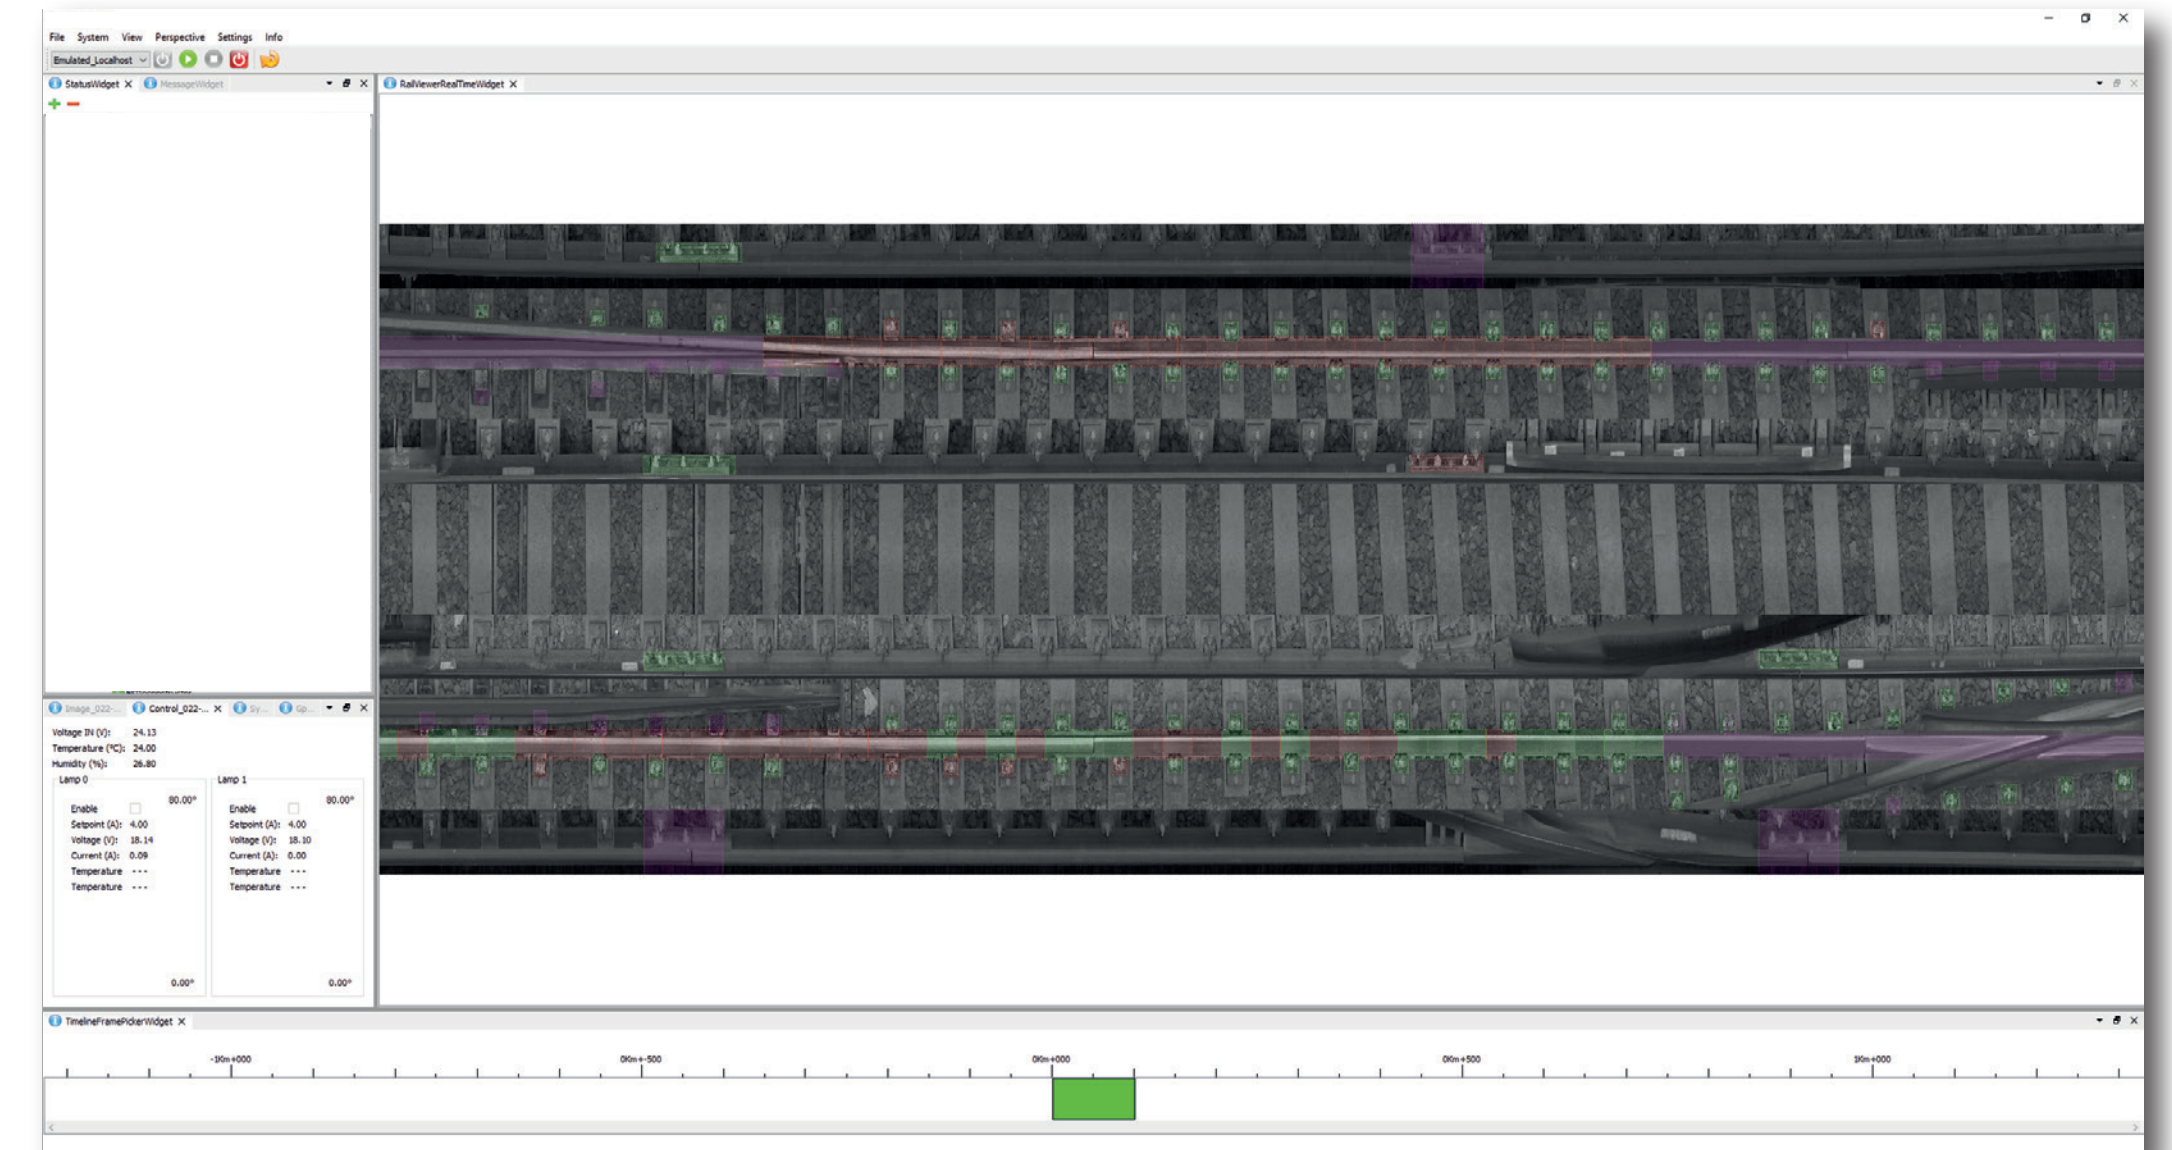 File System View Perspective Settings Info
Emulated_Localhost
StatusWidget X MessageWidget
RailViewerRealTimeWidget X
Image_022-... Control_022-... X Sy... Gp...
Voltage IN (V): 24.13
Temperature (°C): 24.00
Humidity (%): 26.80
Lamp 0
80.00°
Enable
Setpoint (A): 4.00
Voltage (V): 18.14
Current (A): 0.09
Temperature ---
Temperature ---
0.00°
Lamp 1
80.00°
Enable
Setpoint (A): 4.00
Voltage (V): 18.10
Current (A): 0.00
Temperature ---
Temperature ---
0.00°
TimelineFramePickerWidget X
-1Km+000 0Km+-500 0Km+000 0Km+500 1Km+000